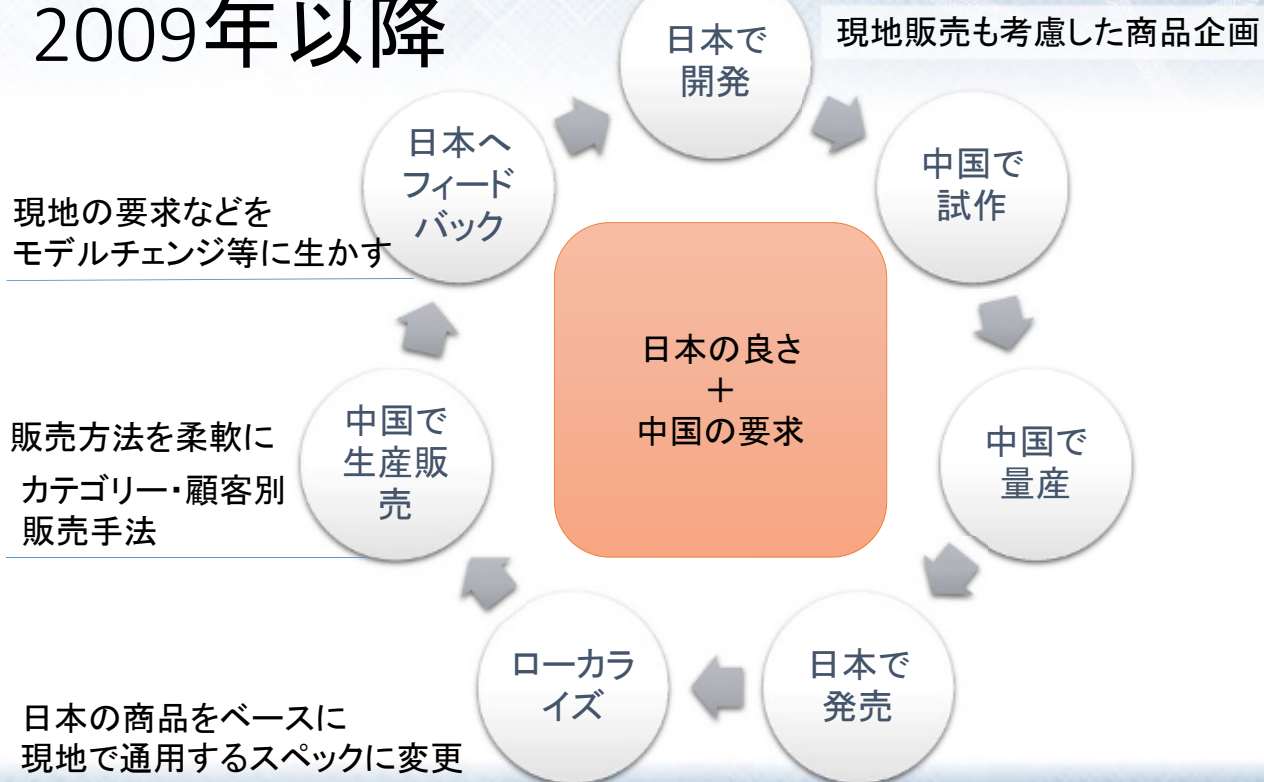 2009年以降
現地販売も考慮した商品企画
日本で
開発
中国で
試作
中国で
量産
日本で
発売
ローカラ
イズ
日本の商品をベースに
現地で通用するスペックに変更
中国で
生産販
売
販売方法を柔軟に
カテゴリー・顧客別
販売手法
日本へ
フィード
バック
現地の要求などを
モデルチェンジ等に生かす
日本の良さ
＋
中国の要求